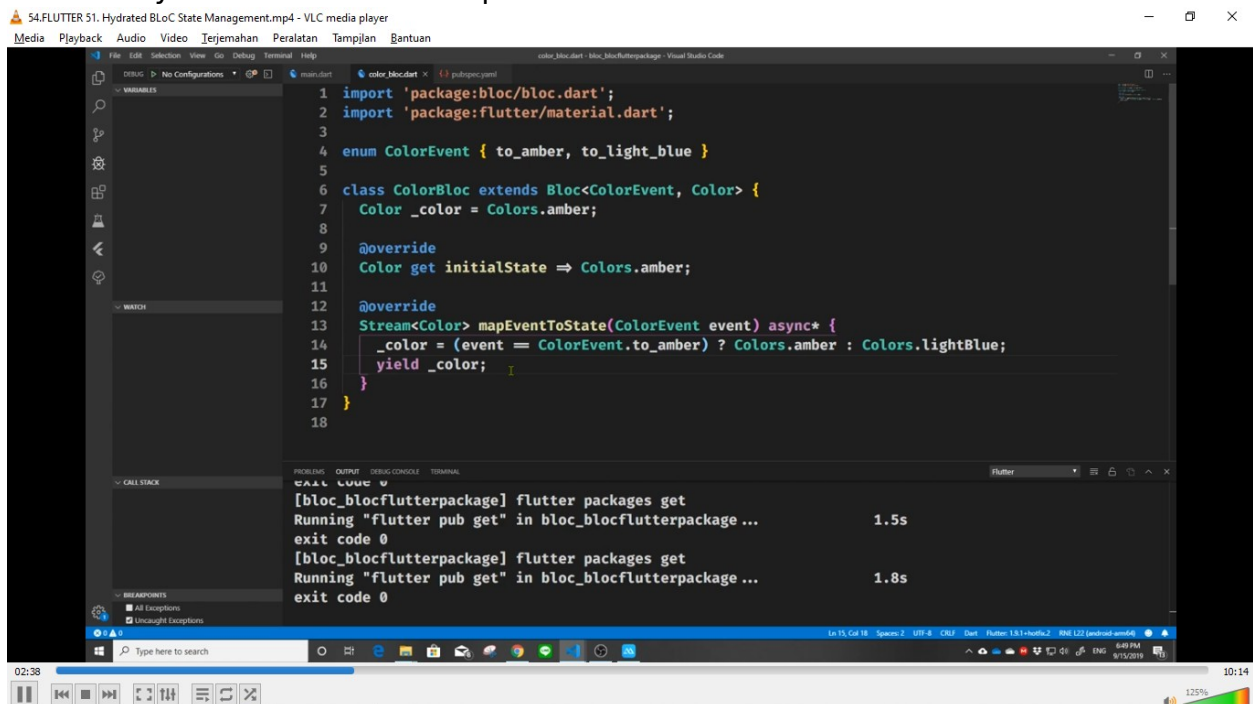 54.FLUTTER 51. Hydrated BLoC State Management.mp4 - VLC media player
Media Playback Audio Video Terjemahan Peralatan Tampilan Bantuan
File Edit Selection View Go Debug Terminal Help color_bloc.dart - bloc_blocflutterpackage - Visual Studio Code
DEBUG No Configurations main.dart color_bloc.dart × pubspec.yaml
VARIABLES
1 import 'package:bloc/bloc.dart';
2 import 'package:flutter/material.dart';
3
4 enum ColorEvent { to_amber, to_light_blue }
5
6 class ColorBloc extends Bloc<ColorEvent, Color> {
7 Color _color = Colors.amber;
8
9 @override
10 Color get initialState ⇒ Colors.amber;
11
WATCH
12 @override
13 Stream<Color> mapEventToState(ColorEvent event) async* {
14 _color = (event == ColorEvent.to_amber) ? Colors.amber : Colors.lightBlue;
15 yield _color;
16 }
17 }
18
PROBLEMS OUTPUT DEBUG CONSOLE TERMINAL Flutter
CALL STACK
exit code 0
[bloc_blocflutterpackage] flutter packages get
Running "flutter pub get" in bloc_blocflutterpackage... 1.5s
exit code 0
[bloc_blocflutterpackage] flutter packages get
Running "flutter pub get" in bloc_blocflutterpackage... 1.8s
exit code 0
BREAKPOINTS
All Exceptions
Uncaught Exceptions
0 0 Ln 15, Col 18 Spaces: 2 UTF-8 CRLF Dart Flutter: 1.9.1+hotfix.2 RNE L22 (android-arm64)
Type here to search ENG 6:49 PM
9/15/2019
02:38 10:14
125%